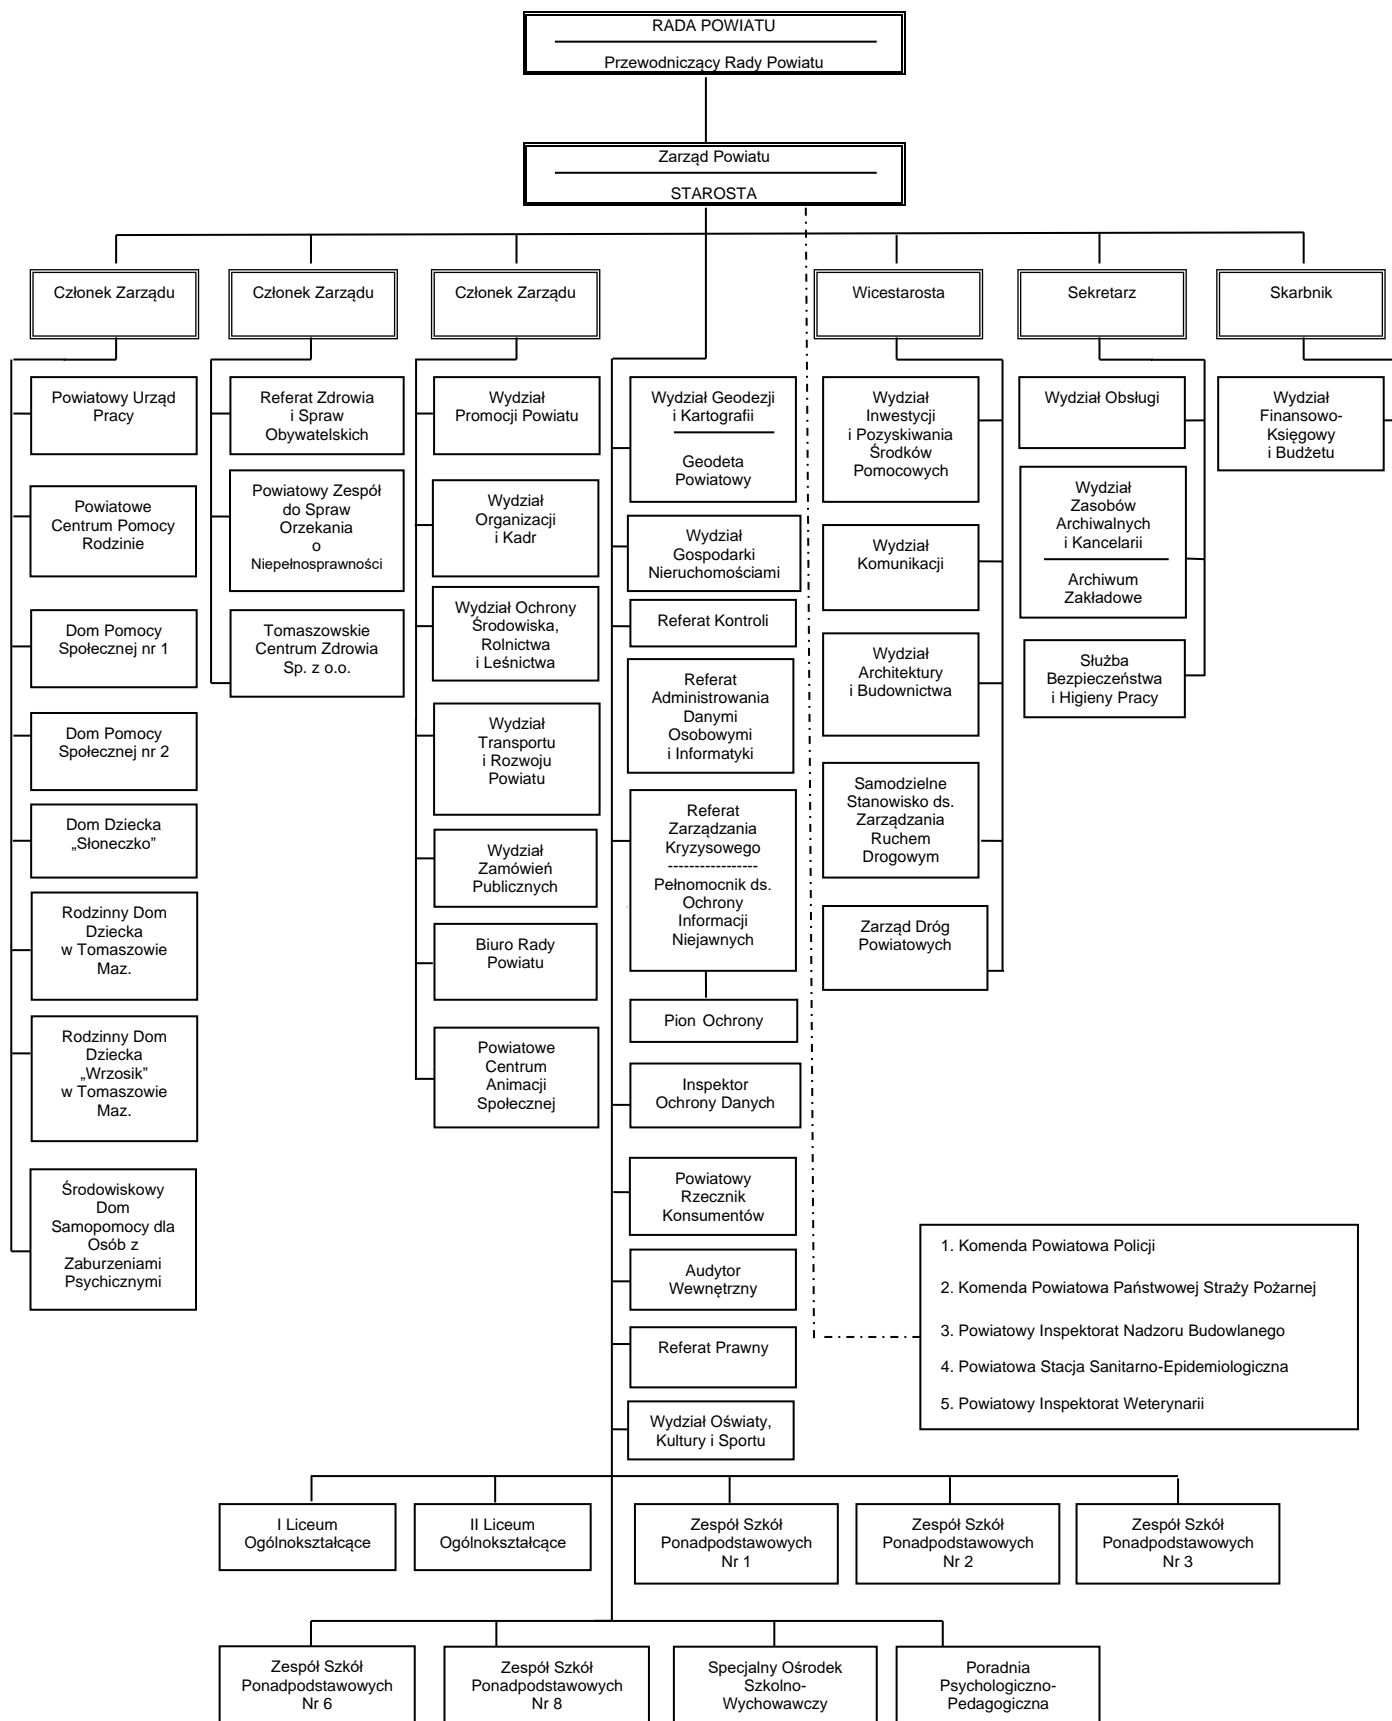 RADA POWIATU
Przewodniczący Rady Powiatu
Zarząd Powiatu
STAROSTA
Członek Zarządu
Członek Zarządu
Członek Zarządu
Wicestarosta
Sekretarz
Skarbnik
Powiatowy Urząd
Pracy
Powiatowe
Centrum Pomocy
Rodzinie
Dom Pomocy
Społecznej nr 1
Dom Pomocy
Społecznej nr 2
Dom Dziecka
„Słoneczko”
Rodzinny Dom
Dziecka
w Tomaszowie
Maz.
Rodzinny Dom
Dziecka
„Wrzosik”
w Tomaszowie
Maz.
Środowiskowy
Dom
Samopomocy dla
Osób z
Zaburzeniami
Psychicznymi
Referat Zdrowia
i Spraw
Obywatelskich
Powiatowy Zespół
do Spraw
Orzekania
o
Niepełnosprawności
Tomaszowskie
Centrum Zdrowia
Sp. z o.o.
Wydział
Promocji Powiatu
Wydział
Organizacji
i Kadr
Wydział Ochrony
Środowiska,
Rolnictwa
i Leśnictwa
Wydział
Transportu
i Rozwoju
Powiatu
Wydział
Zamówień
Publicznych
Biuro Rady
Powiatu
Powiatowe
Centrum
Animacji
Społecznej
Wydział Geodezji
i Kartografii
Geodeta
Powiatowy
Wydział
Gospodarki
Nieruchomościami
Referat Kontroli
Referat
Administrowania
Danymi
Osobowymi
i Informatyki
Referat
Zarządzania
Kryzysowego
-----------------
Pełnomocnik ds.
Ochrony
Informacji
Niejawnych
Pion Ochrony
Inspektor
Ochrony Danych
Powiatowy
Rzecznik
Konsumentów
Audytor
Wewnętrzny
Referat Prawny
Wydział Oświaty,
Kultury i Sportu
Wydział
Inwestycji
i Pozyskiwania
Środków
Pomocowych
Wydział
Komunikacji
Wydział
Architektury
i Budownictwa
Samodzielne
Stanowisko ds.
Zarządzania
Ruchem
Drogowym
Zarząd Dróg
Powiatowych
Wydział Obsługi
Wydział
Zasobów
Archiwalnych
i Kancelarii
Archiwum
Zakładowe
Służba
Bezpieczeństwa
i Higieny Pracy
Wydział
Finansowo-
Księgowy
i Budżetu
1. Komenda Powiatowa Policji
2. Komenda Powiatowa Państwowej Straży Pożarnej
3. Powiatowy Inspektorat Nadzoru Budowlanego
4. Powiatowa Stacja Sanitarno-Epidemiologiczna
5. Powiatowy Inspektorat Weterynarii
I Liceum
Ogólnokształcące
II Liceum
Ogólnokształcące
Zespół Szkół
Ponadpodstawowych
Nr 1
Zespół Szkół
Ponadpodstawowych
Nr 2
Zespół Szkół
Ponadpodstawowych
Nr 3
Zespół Szkół
Ponadpodstawowych
Nr 6
Zespół Szkół
Ponadpodstawowych
Nr 8
Specjalny Ośrodek
Szkolno-
Wychowawczy
Poradnia
Psychologiczno-
Pedagogiczna